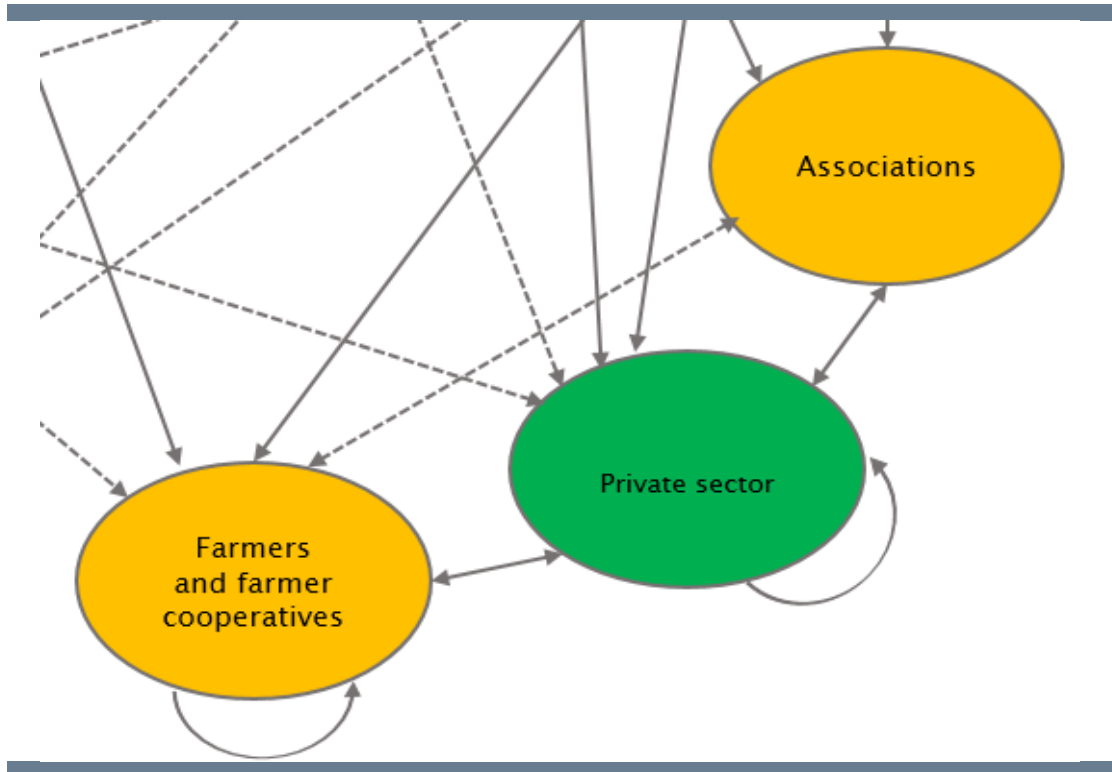 Associations
Private sector
Farmers
and farmer
cooperatives